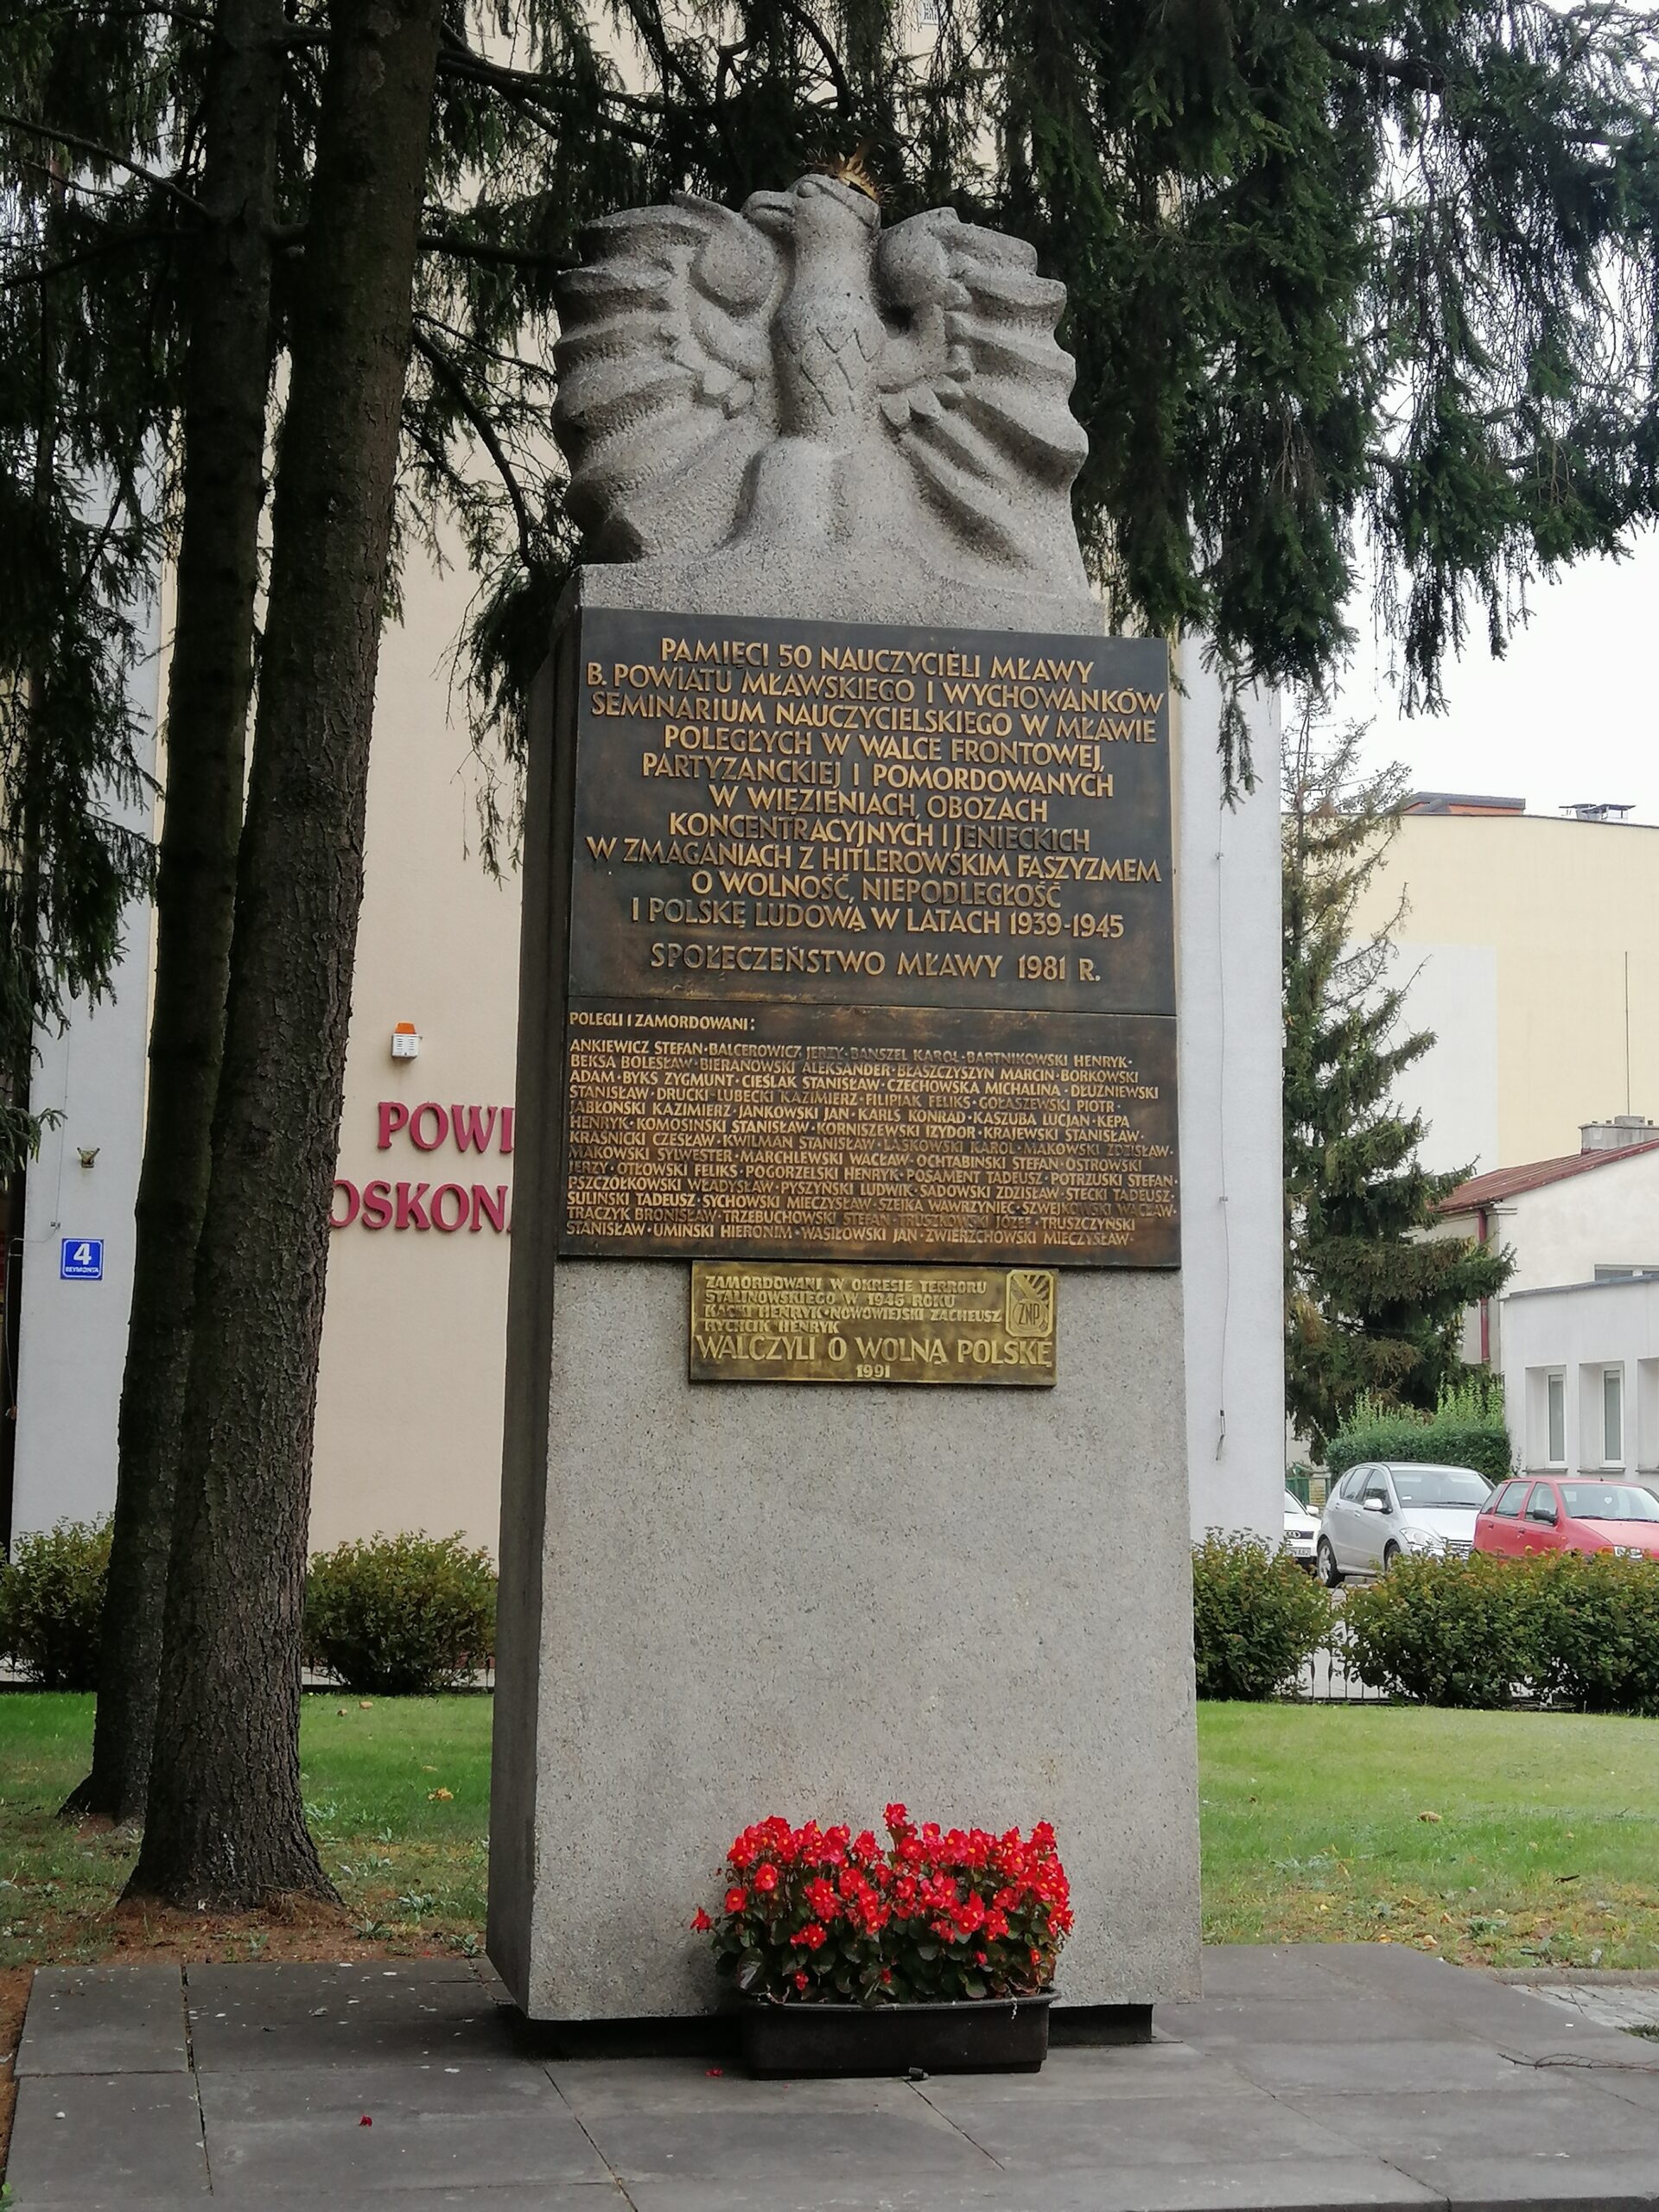 PAMIĘCI 50 NAUCZYCIELI MŁAWY
B. POWIATU MŁAWSKIEGO I WYCHOWANKÓW
SEMINARIUM NAUCZYCIELSKIEGO W MŁAWIE
POLEGŁYCH W WALCE FRONTOWEJ,
PARTYZANCKIEJ I POMORDOWANYCH
W WIĘZIENIACH, OBOZACH
KONCENTRACYJNYCH I JENIECKICH
W ZMAGANIACH Z HITLEROWSKIM FASZYZMEM
O WOLNOŚĆ, NIEPODLEGŁOŚĆ
I POLSKĘ LUDOWĄ W LATACH 1939-1945
SPOŁECZEŃSTWO MŁAWY 1981 R.
POLEGLI I ZAMORDOWANI:
ANKIEWICZ STEFAN·BALCEROWICZ JERZY·BANSZEL KAROL·BARTNIKOWSKI HENRYK·
BEKSA BOLESŁAW·BIERANOWSKI ALEKSANDER·BŁASZCZYSZYN MARCIN·BORKOWSKI
ADAM·BYKS ZYGMUNT·CIEŚLAK STANISŁAW·CZECHOWSKA MICHALINA·DŁUŻNIEWSKI
STANISŁAW·DRUCKI-LUBECKI KAZIMIERZ·FILIPIAK FELIKS·GOŁASZEWSKI PIOTR·
JABŁOŃSKI KAZIMIERZ·JANKOWSKI JAN·KARLS KONRAD·KASZUBA LUCJAN·KĘPA
HENRYK·KOMOSIŃSKI STANISŁAW·KORNISZEWSKI IZYDOR·KRAJEWSKI STANISŁAW·
KRAŚNICKI CZESŁAW·KWILMAN STANISŁAW·LASKOWSKI KAROL·MAKOWSKI ZDZISŁAW·
MAKOWSKI SYLWESTER·MARCHLEWSKI WACŁAW·OCHTABIŃSKI STEFAN·OSTROWSKI
JERZY·OTŁOWSKI FELIKS·POGORZELSKI HENRYK·POSAMENT TADEUSZ·POTRZUSKI STEFAN·
PSZCZÓŁKOWSKI WŁADYSŁAW·PYSZYŃSKI LUDWIK·SADOWSKI ZDZISŁAW·STECKI TADEUSZ·
SULIŃSKI TADEUSZ·SYCHOWSKI MIECZYSŁAW·SZEJKA WAWRZYNIEC·SZWEJKOWSKI WACŁAW·
TRACZYK BRONISŁAW·TRZEBUCHOWSKI STEFAN·TRUSZKOWSKI JÓZEF·TRUSZCZYŃSKI
STANISŁAW·UMIŃSKI HIERONIM·WASIŁOWSKI JAN·ZWIERZCHOWSKI MIECZYSŁAW·
ZAMORDOWANI W OKRESIE TERRORU
STALINOWSKIEGO W 1945 ROKU
HENRYK·NOWOWIEJSKI ZACHEUSZ
RYCHCIK HENRYK
WALCZYLI O WOLNĄ POLSKĘ
1991
ZNP
POWI
OSKONA
4
REYMONTA